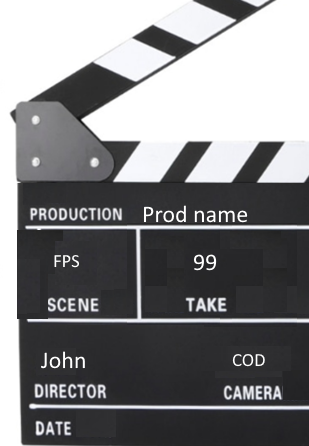 PRODUCTION Prod name
FPS 99
SCENE TAKE
John COD
DIRECTOR CAMERA
DATE